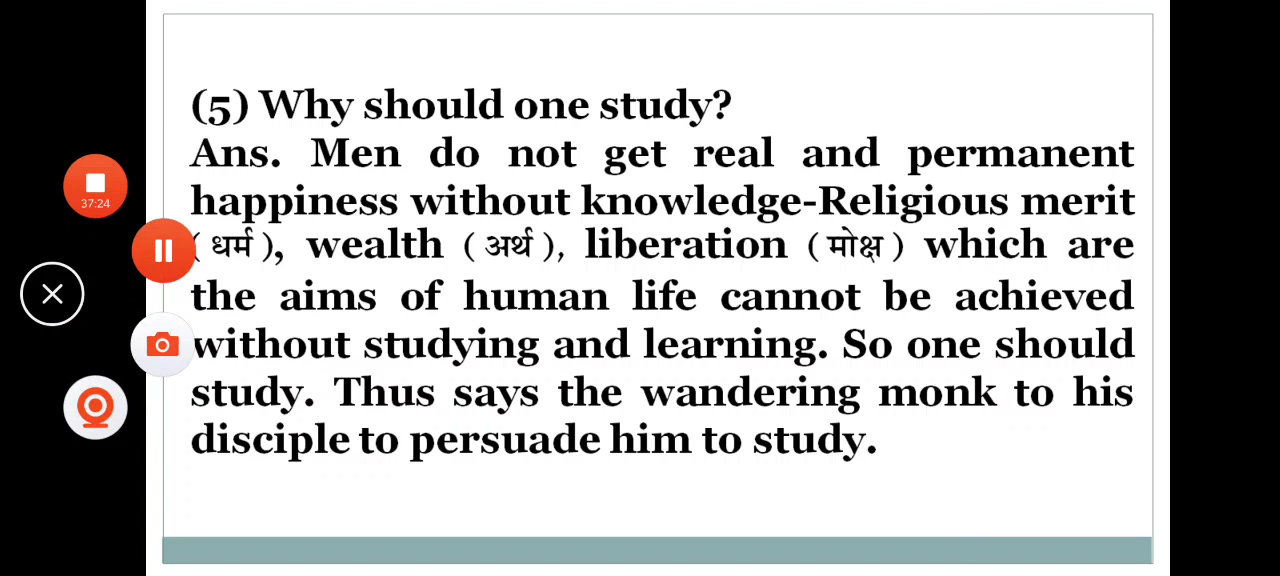 (5) Why should one study?
Ans. Men do not get real and permanent
happiness without knowledge-Religious merit
( धर्म ), wealth ( अर्थ ), liberation ( मोक्ष ) which are
the aims of human life cannot be achieved
without studying and learning. So one should
study. Thus says the wandering monk to his
disciple to persuade him to study.
37:24